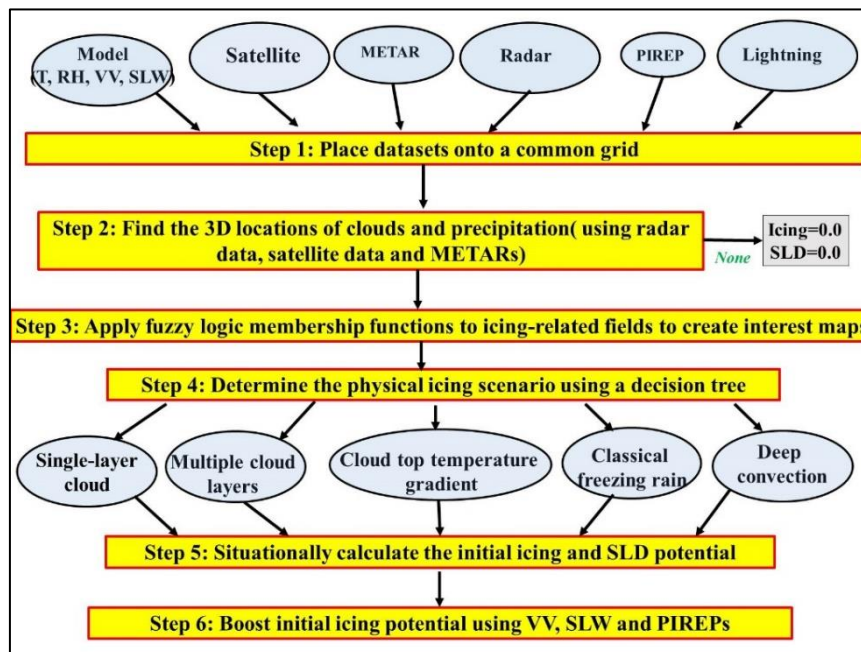 Model
(T, RH, VV, SLW)
Satellite
METAR
Radar
PIREP
Lightning
Step 1: Place datasets onto a common grid
Step 2: Find the 3D locations of clouds and precipitation( using radar
data, satellite data and METARs)
None
Icing=0.0
SLD=0.0
Step 3: Apply fuzzy logic membership functions to icing-related fields to create interest maps
Step 4: Determine the physical icing scenario using a decision tree
Single-layer
cloud
Multiple cloud
layers
Cloud top temperature
gradient
Classical
freezing rain
Deep
convection
Step 5: Situationally calculate the initial icing and SLD potential
Step 6: Boost initial icing potential using VV, SLW and PIREPs